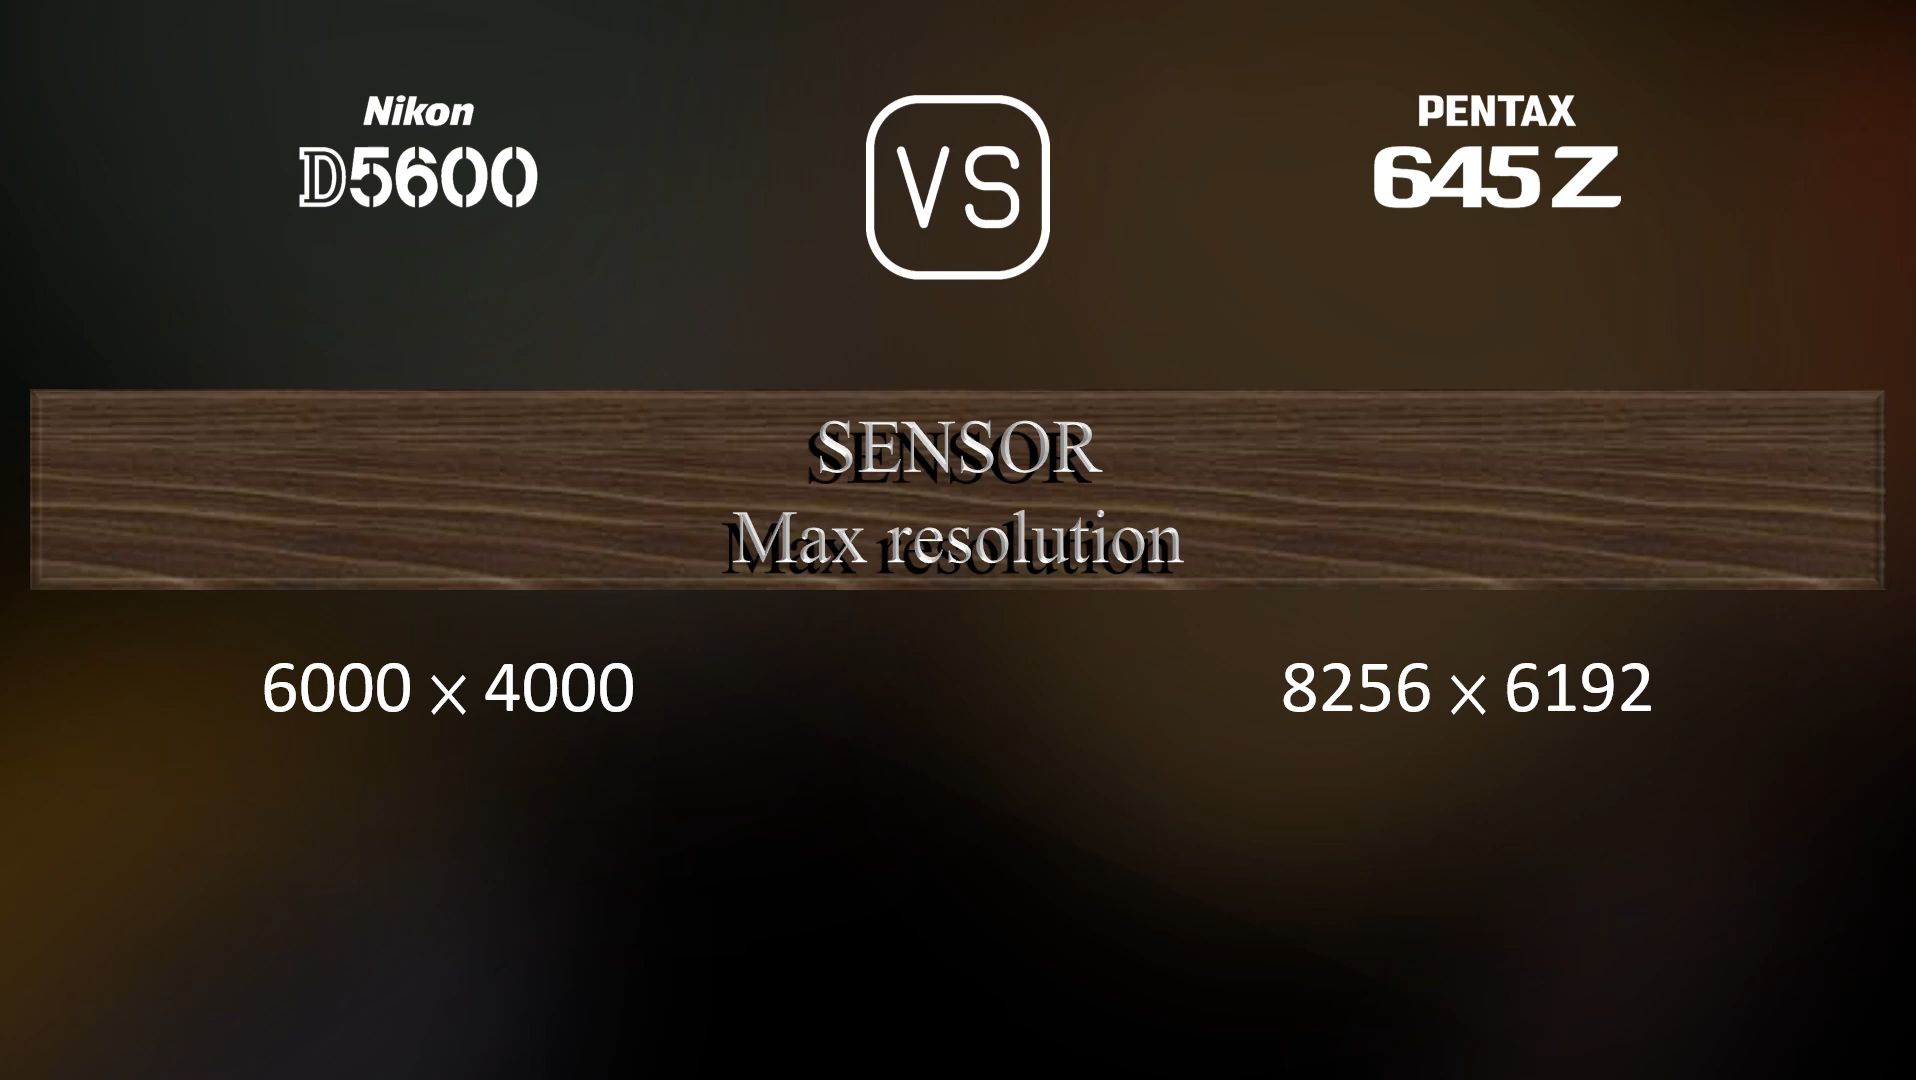 Nikon
D5600
VS
PENTAX
645Z
SENSOR
Max resolution
6000 x 4000
8256 x 6192